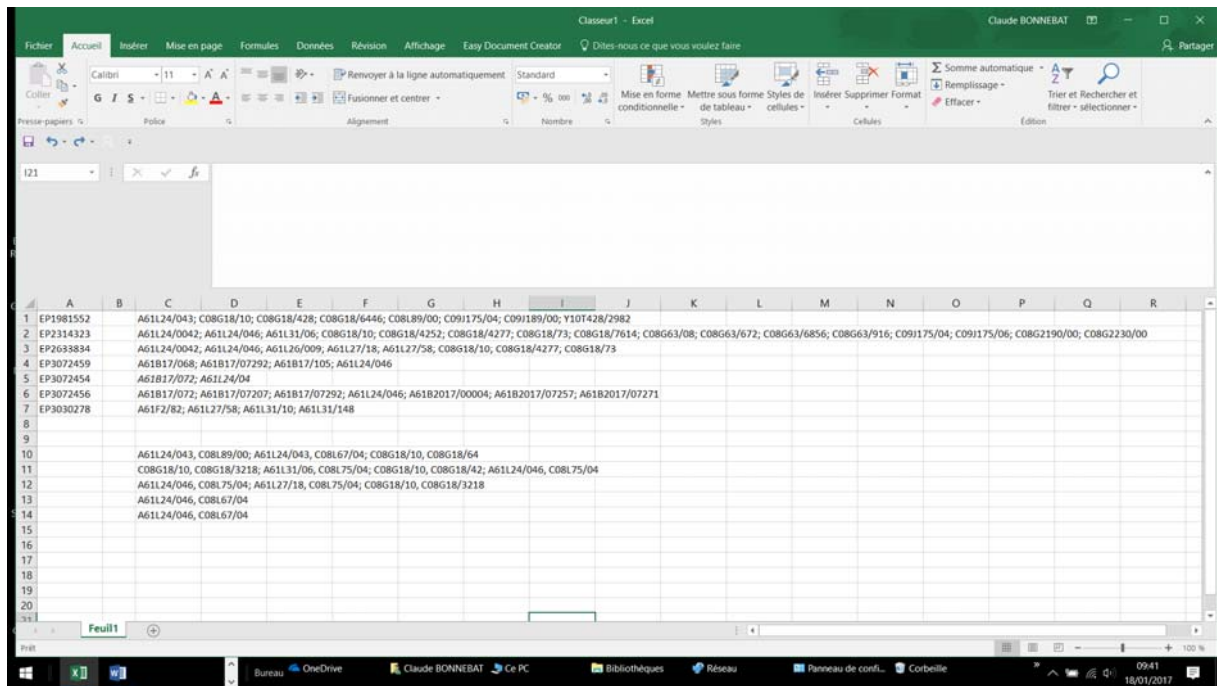 Classeur1 - Excel
Claude BONNEBAT
Fichier Accueil Insérer Mise en page Formules Données Révision Affichage Easy Document Creator Dites-nous ce que vous voulez faire
Partager
Coller
Calibri 11 A A
Renvoyer à la ligne automatiquement
Standard
G I S
Fusionner et centrer
% 000
Mise en forme conditionnelle
Mettre sous forme de tableau
Styles de cellules
Insérer Supprimer Format
Somme automatique
Remplissage
Effacer
Trier et filtrer
Rechercher et sélectionner
Presse-papiers Police Alignement Nombre Styles Cellules Édition
I21 fx
A B C D E F G H I J K L M N O P Q R
1 EP1981552 A61L24/043; C08G18/10; C08G18/428; C08G18/6446; C08L89/00; C09J175/04; C09J189/00; Y10T428/2982
2 EP2314323 A61L24/0042; A61L24/046; A61L31/06; C08G18/10; C08G18/4252; C08G18/4277; C08G18/73; C08G18/7614; C08G63/08; C08G63/672; C08G63/6856; C08G63/916; C09J175/04; C09J175/06; C08G2190/00; C08G2230/00
3 EP2633834 A61L24/0042; A61L24/046; A61L26/009; A61L27/18; A61L27/58; C08G18/10; C08G18/4277; C08G18/73
4 EP3072459 A61B17/068; A61B17/07292; A61B17/105; A61L24/046
5 EP3072454 A61B17/072; A61L24/04
6 EP3072456 A61B17/072; A61B17/07207; A61B17/07292; A61L24/046; A61B2017/00004; A61B2017/07257; A61B2017/07271
7 EP3030278 A61F2/82; A61L27/58; A61L31/10; A61L31/148
8
9
10 A61L24/043, C08L89/00; A61L24/043, C08L67/04; C08G18/10, C08G18/64
11 C08G18/10, C08G18/3218; A61L31/06, C08L75/04; C08G18/10, C08G18/42; A61L24/046, C08L75/04
12 A61L24/046, C08L75/04; A61L27/18, C08L75/04; C08G18/10, C08G18/3218
13 A61L24/046, C08L67/04
14 A61L24/046, C08L67/04
15
16
17
18
19
20
21
Feuil1
Prêt
100 %
Bureau OneDrive Claude BONNEBAT Ce PC Bibliothèques Réseau Panneau de confi... Corbeille
09:41
18/01/2017